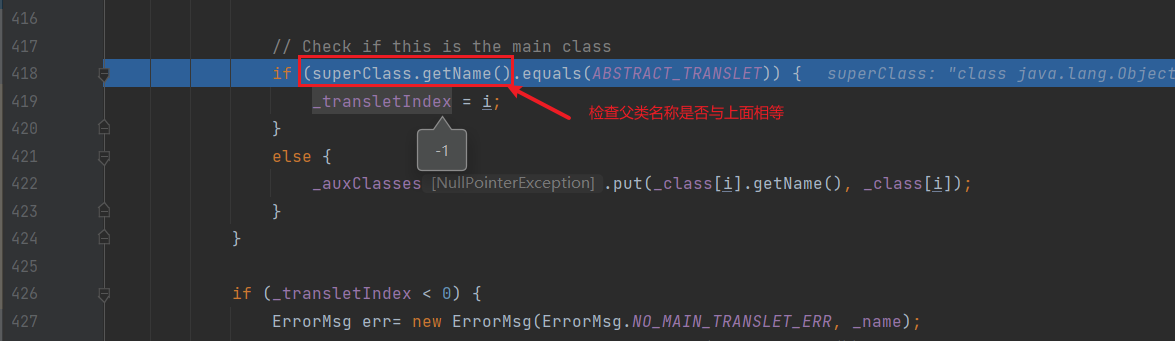 416
417 // Check if this is the main class
418 if (superClass.getName().equals(ABSTRACT_TRANSLET)) { superClass: "class java.lang.Object
419 _transletIndex = i;
检查父类名称是否与上面相等
420 }
-1
421 else {
422 _auxClasses [NullPointerException] .put(_class[i].getName(), _class[i]);
423 }
424 }
425
426 if (_transletIndex < 0) {
427 ErrorMsg err= new ErrorMsg(ErrorMsg.NO_MAIN_TRANSLET_ERR, _name);